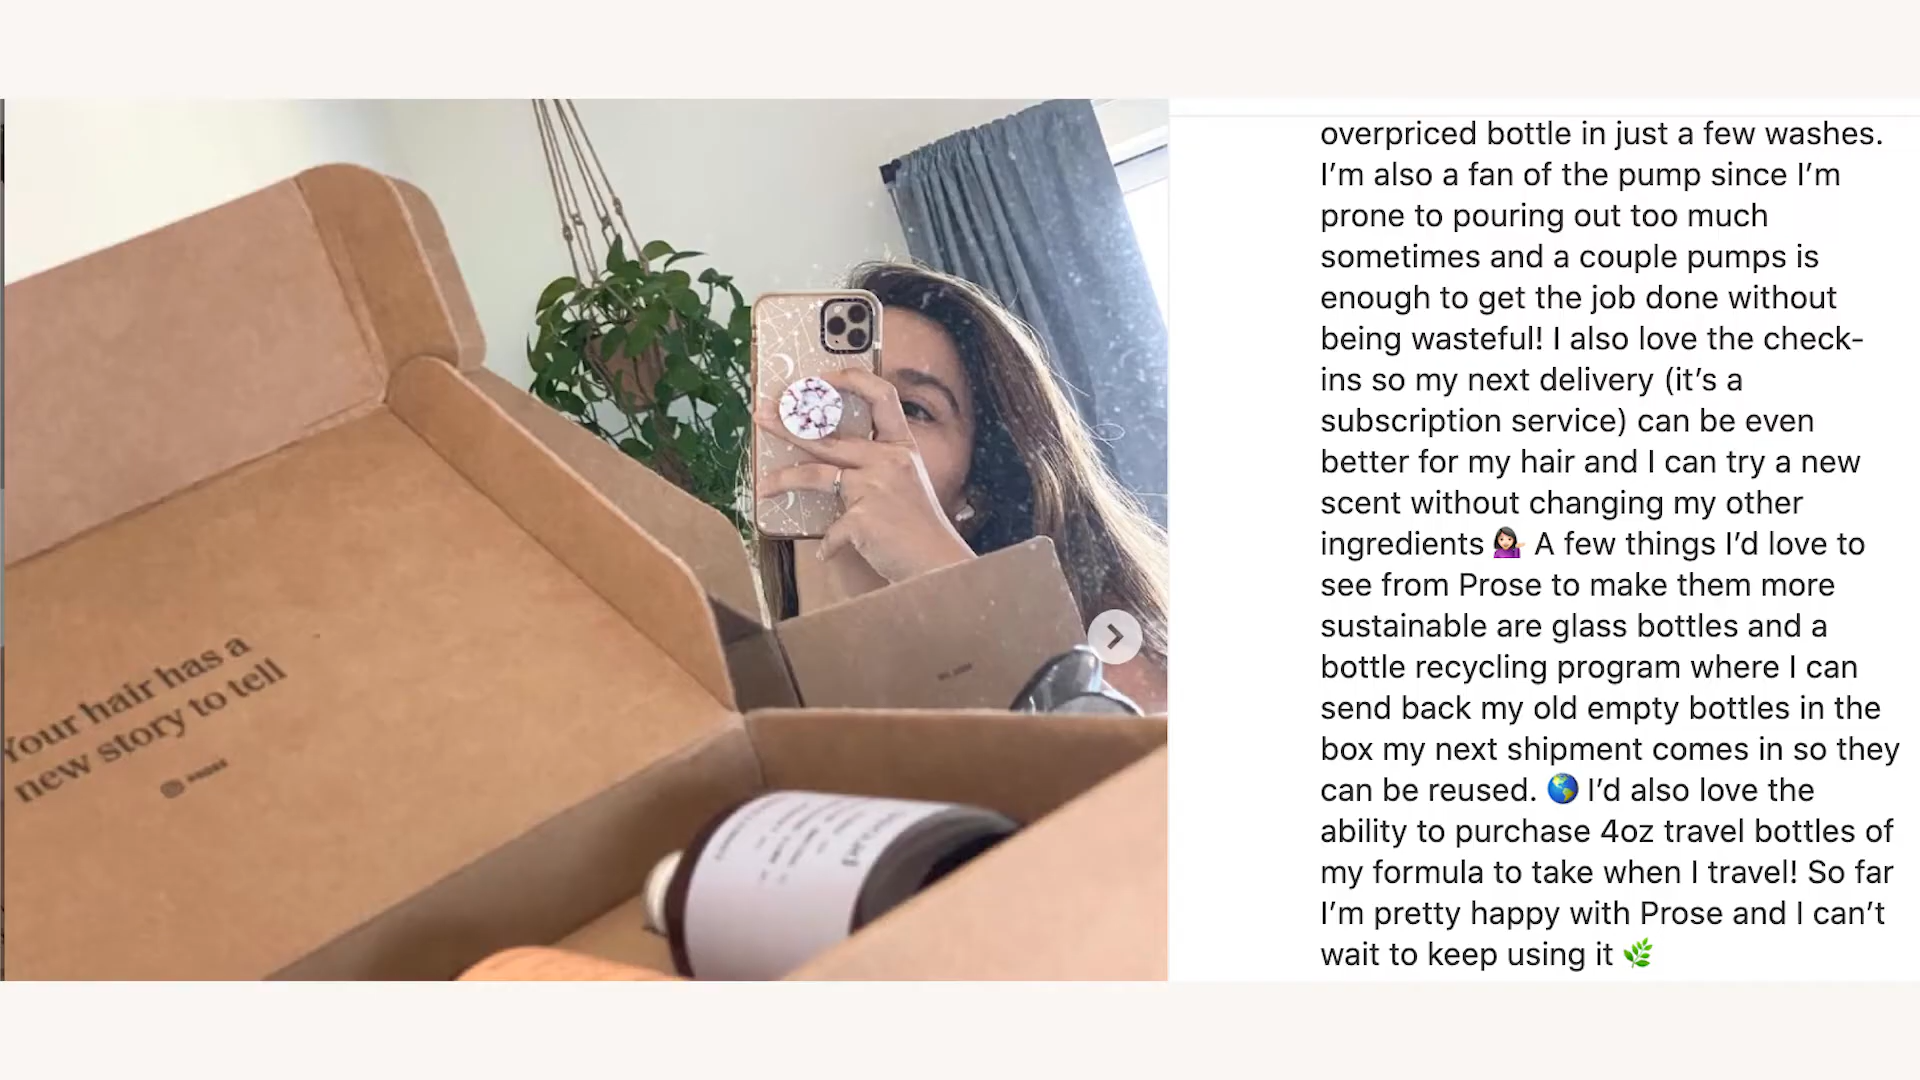 Your hair has a
new story to tell
PROSE
overpriced bottle in just a few washes.
I’m also a fan of the pump since I’m
prone to pouring out too much
sometimes and a couple pumps is
enough to get the job done without
being wasteful! I also love the check-
ins so my next delivery (it’s a
subscription service) can be even
better for my hair and I can try a new
scent without changing my other
ingredients 💁🏻‍♀️ A few things I’d love to
see from Prose to make them more
sustainable are glass bottles and a
bottle recycling program where I can
send back my old empty bottles in the
box my next shipment comes in so they
can be reused. 🌎 I’d also love the
ability to purchase 4oz travel bottles of
my formula to take when I travel! So far
I’m pretty happy with Prose and I can’t
wait to keep using it 🌿